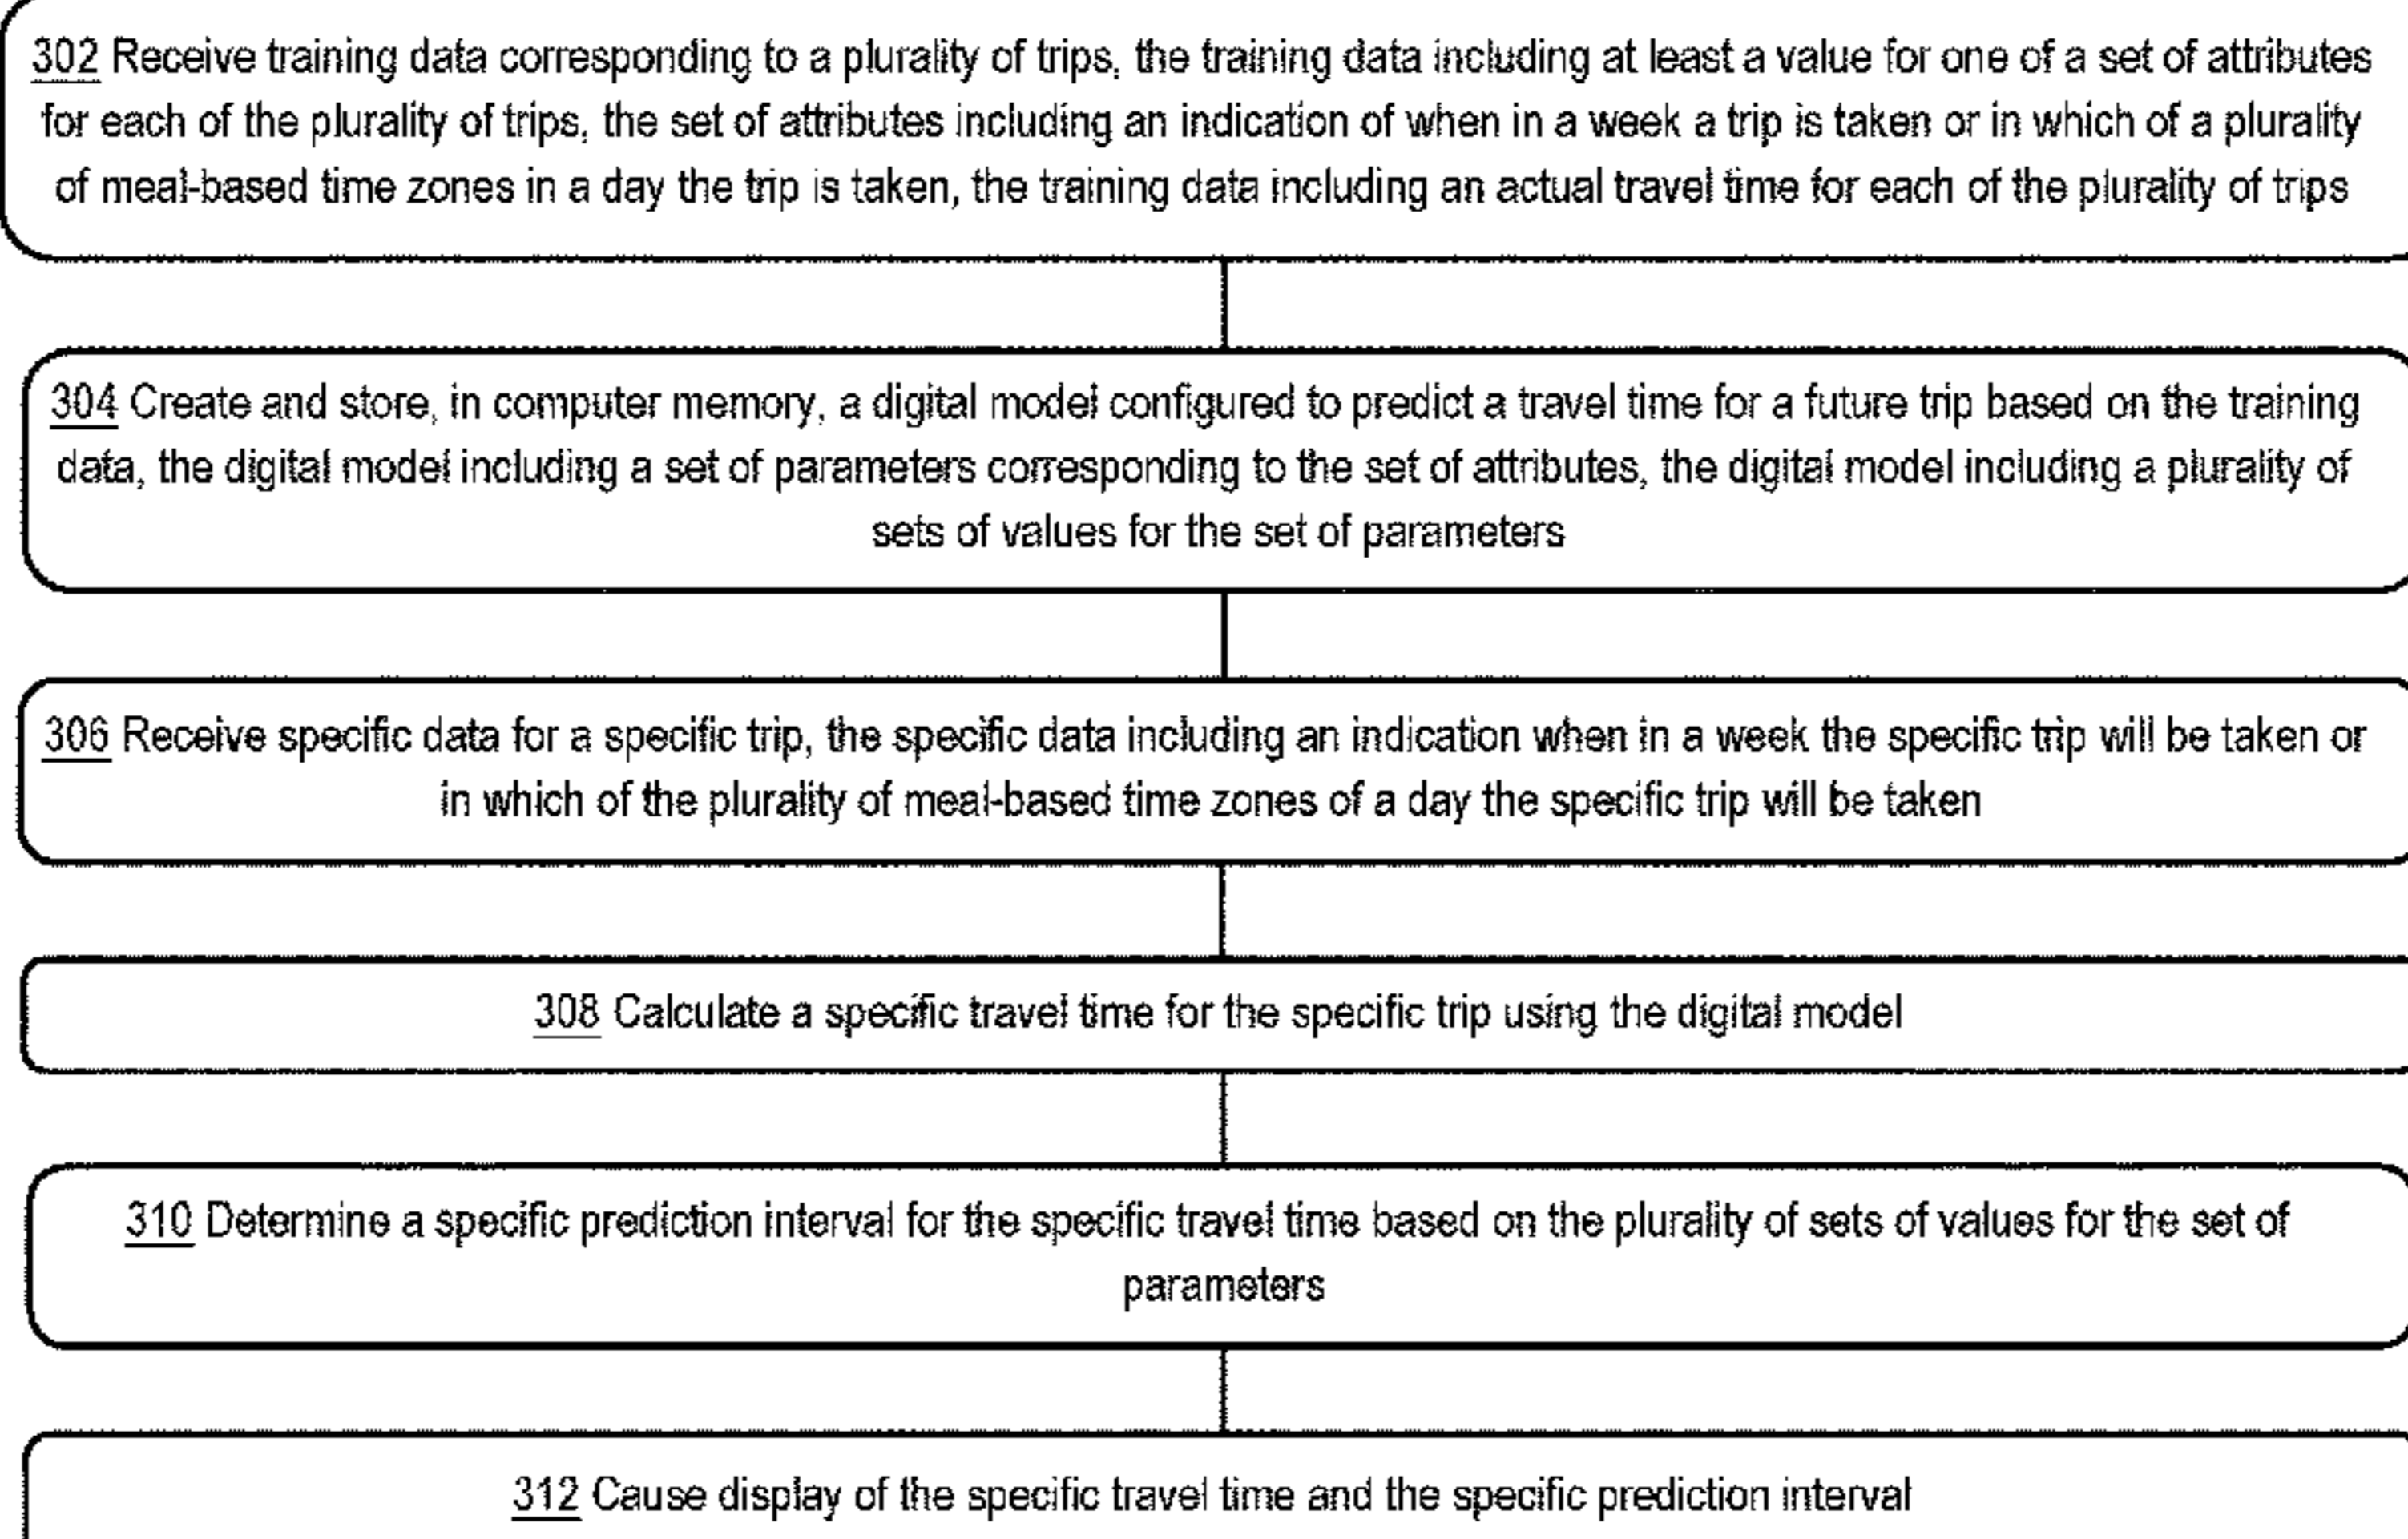 302 Receive training data corresponding to a plurality of trips, the training data including at least a value for one of a set of attributes
for each of the plurality of trips, the set of attributes including an indication of when in a week a trip is taken or in which of a plurality
of meal-based time zones in a day the trip is taken, the training data including an actual travel time for each of the plurality of trips
304 Create and store, in computer memory, a digital model configured to predict a travel time for a future trip based on the training
data, the digital model including a set of parameters corresponding to the set of attributes, the digital model including a plurality of
sets of values for the set of parameters
306 Receive specific data for a specific trip, the specific data including an indication when in a week the specific trip will be taken or
in which of the plurality of meal-based time zones of a day the specific trip will be taken
308 Calculate a specific travel time for the specific trip using the digital model
310 Determine a specific prediction interval for the specific travel time based on the plurality of sets of values for the set of
parameters
312 Cause display of the specific travel time and the specific prediction interval